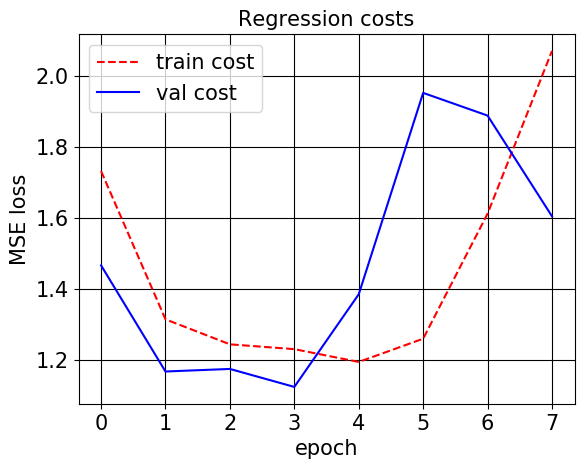 Regression costs
train cost
val cost
MSE loss
2.0
1.8
1.6
1.4
1.2
0 1 2 3 4 5 6 7
epoch